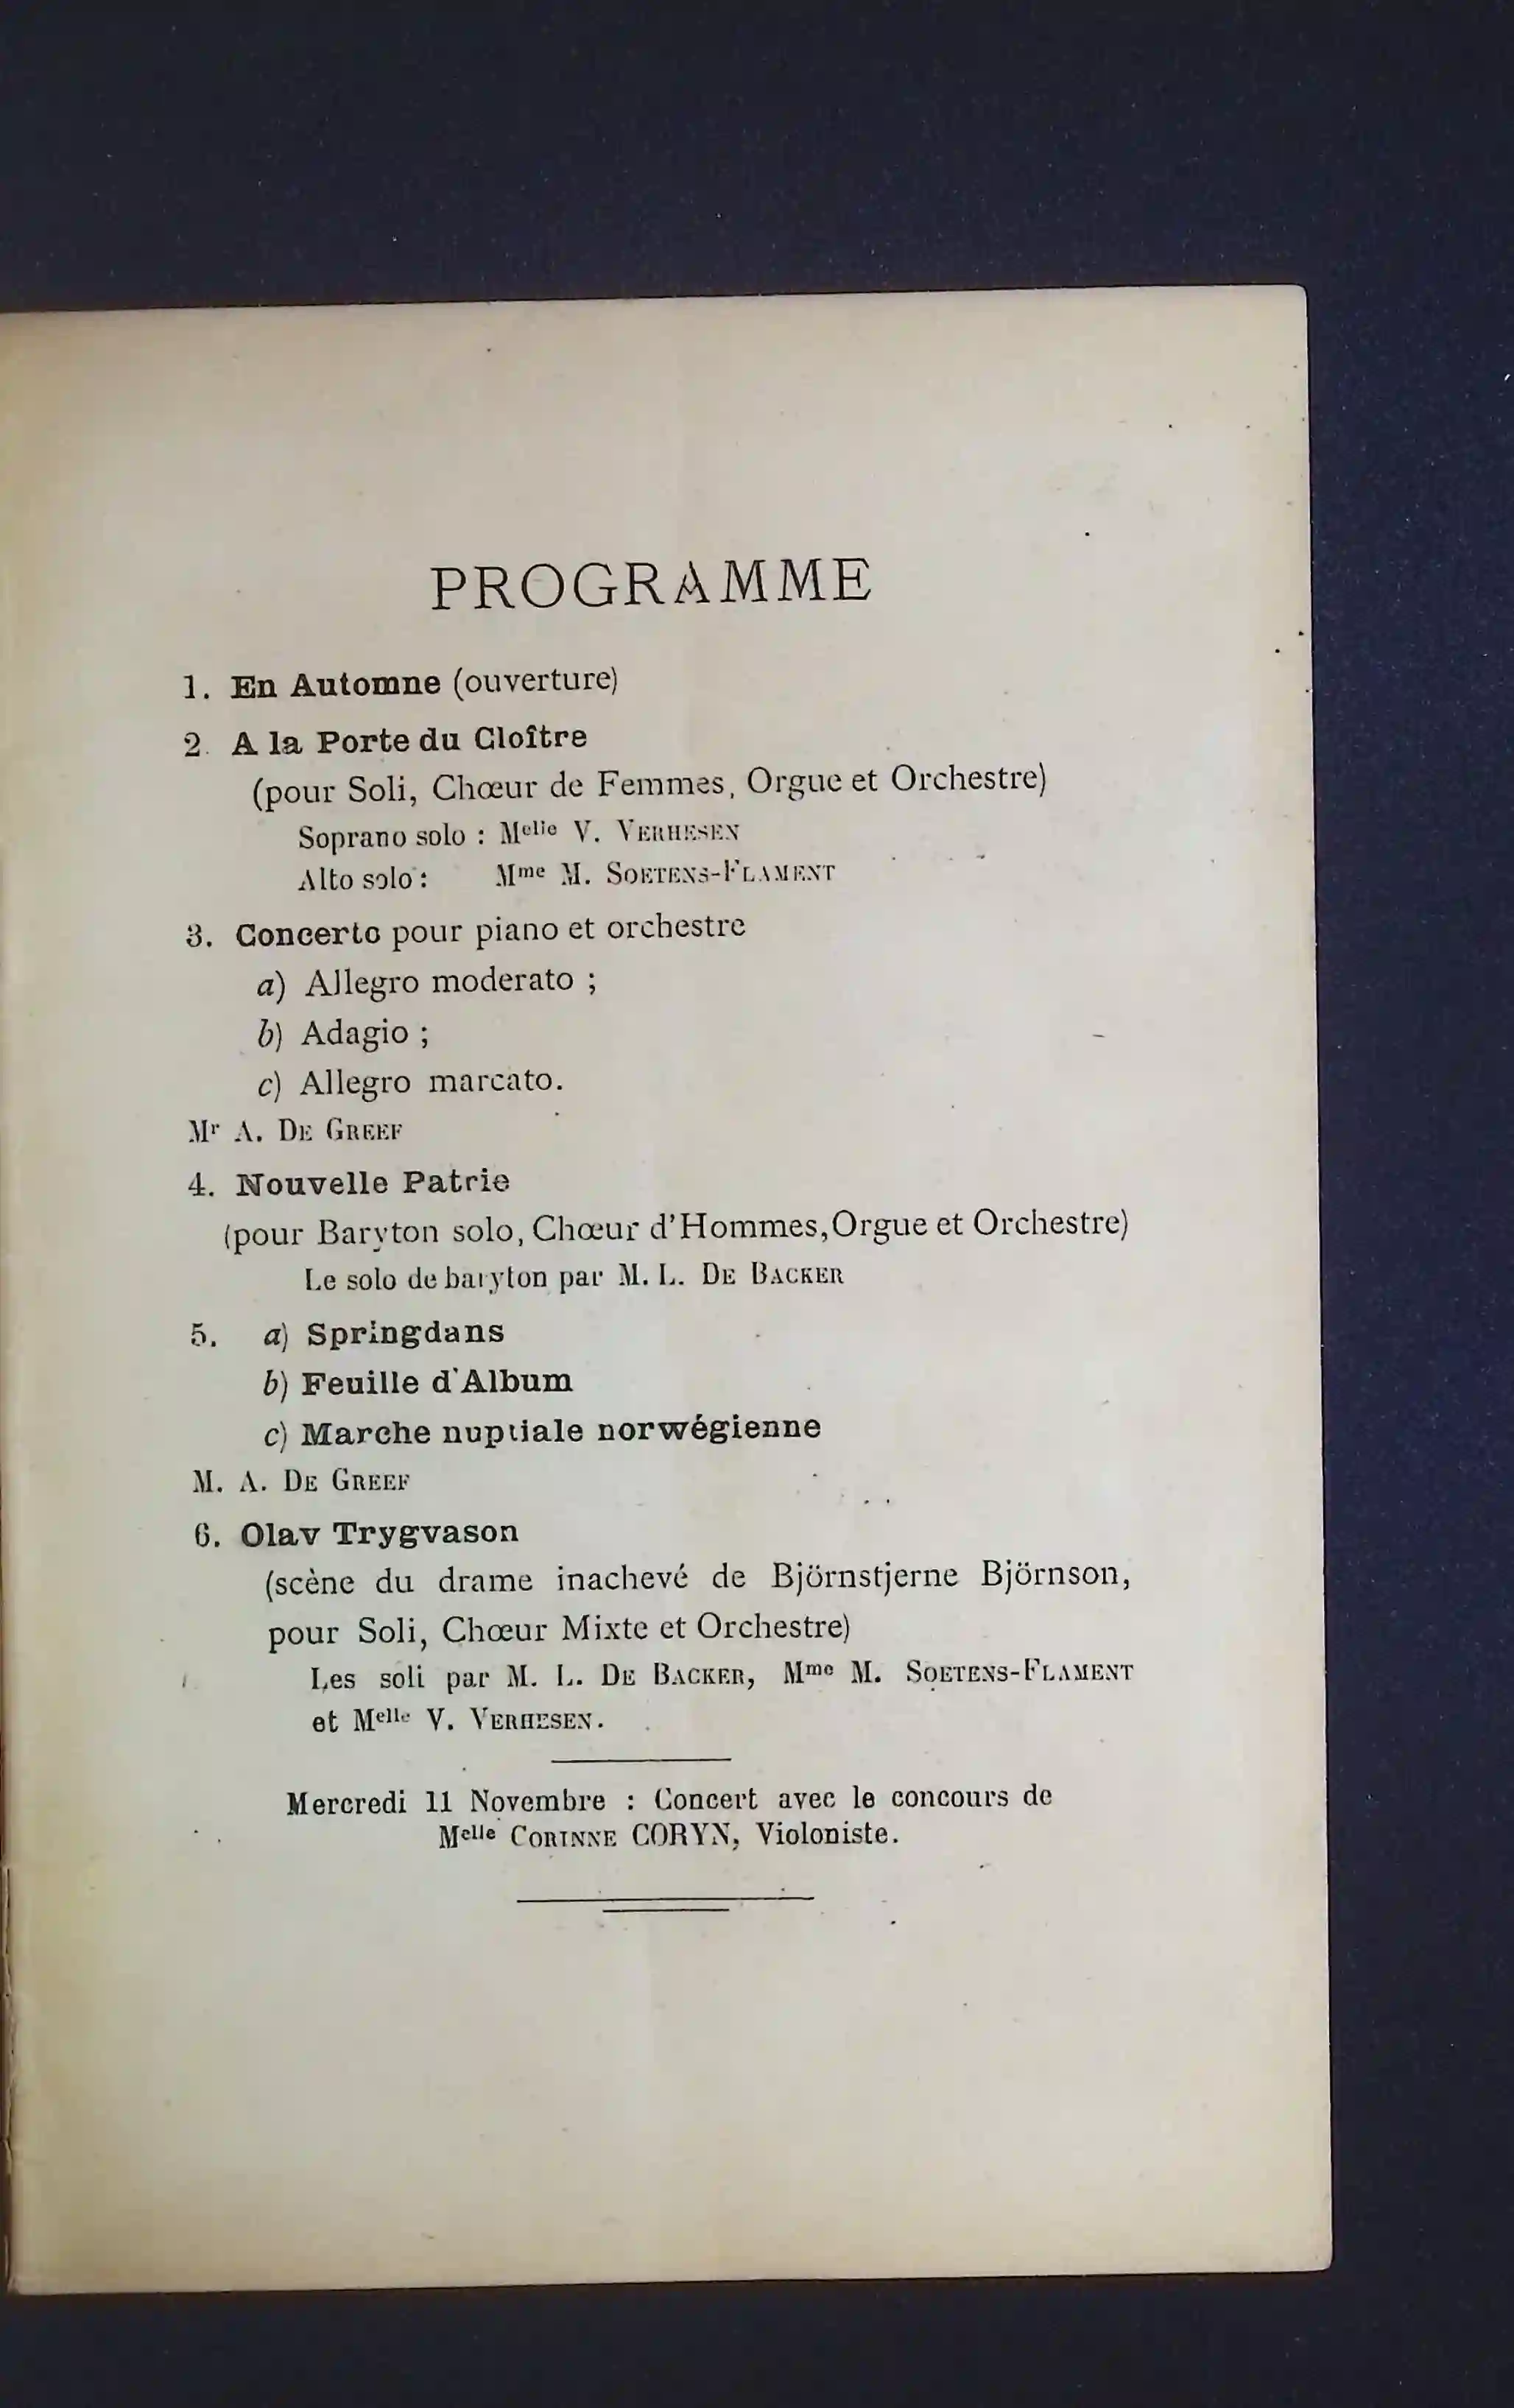 PROGRAMME
1. En Automne (ouverture)
2. A la Porte du Cloître
(pour Soli, Chœur de Femmes, Orgue et Orchestre)
Soprano solo : Melle V. VERHESEN
Alto solo : Mme M. SOETENS-FLAMENT
3. Concerto pour piano et orchestre
a) Allegro moderato ;
b) Adagio ;
c) Allegro marcato.
Mr A. DE GREEF
4. Nouvelle Patrie
(pour Baryton solo, Chœur d'Hommes, Orgue et Orchestre)
Le solo de baryton par M. L. DE BACKER
5. a) Springdans
b) Feuille d'Album
c) Marche nuptiale norwégienne
M. A. DE GREEF
6. Olav Trygvason
(scène du drame inachevé de Björnstjerne Björnson,
pour Soli, Chœur Mixte et Orchestre)
Les soli par M. L. DE BACKER, Mme M. SOETENS-FLAMENT
et Melle V. VERHESEN.
Mercredi 11 Novembre : Concert avec le concours de
Melle CORINNE CORYN, Violoniste.